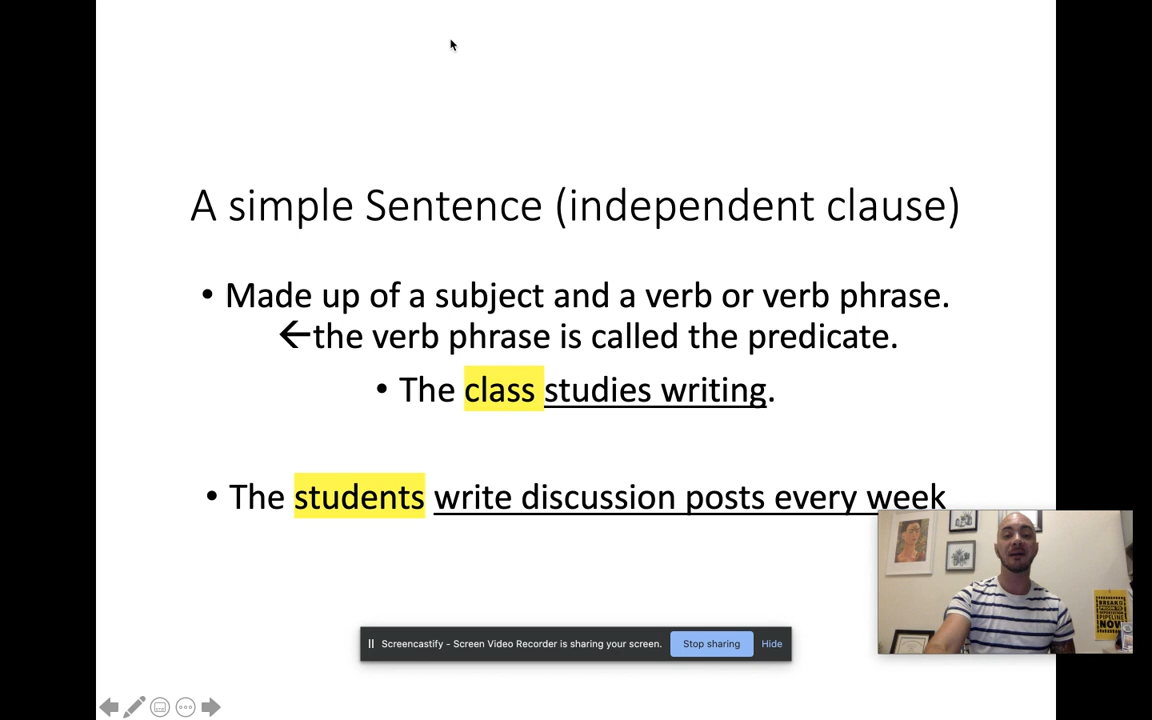 A simple Sentence (independent clause)
• Made up of a subject and a verb or verb phrase.
←the verb phrase is called the predicate.
• The class studies writing.
• The students write discussion posts every week
PIPELINE
NOW
Screencastify - Screen Video Recorder is sharing your screen.
Stop sharing
Hide